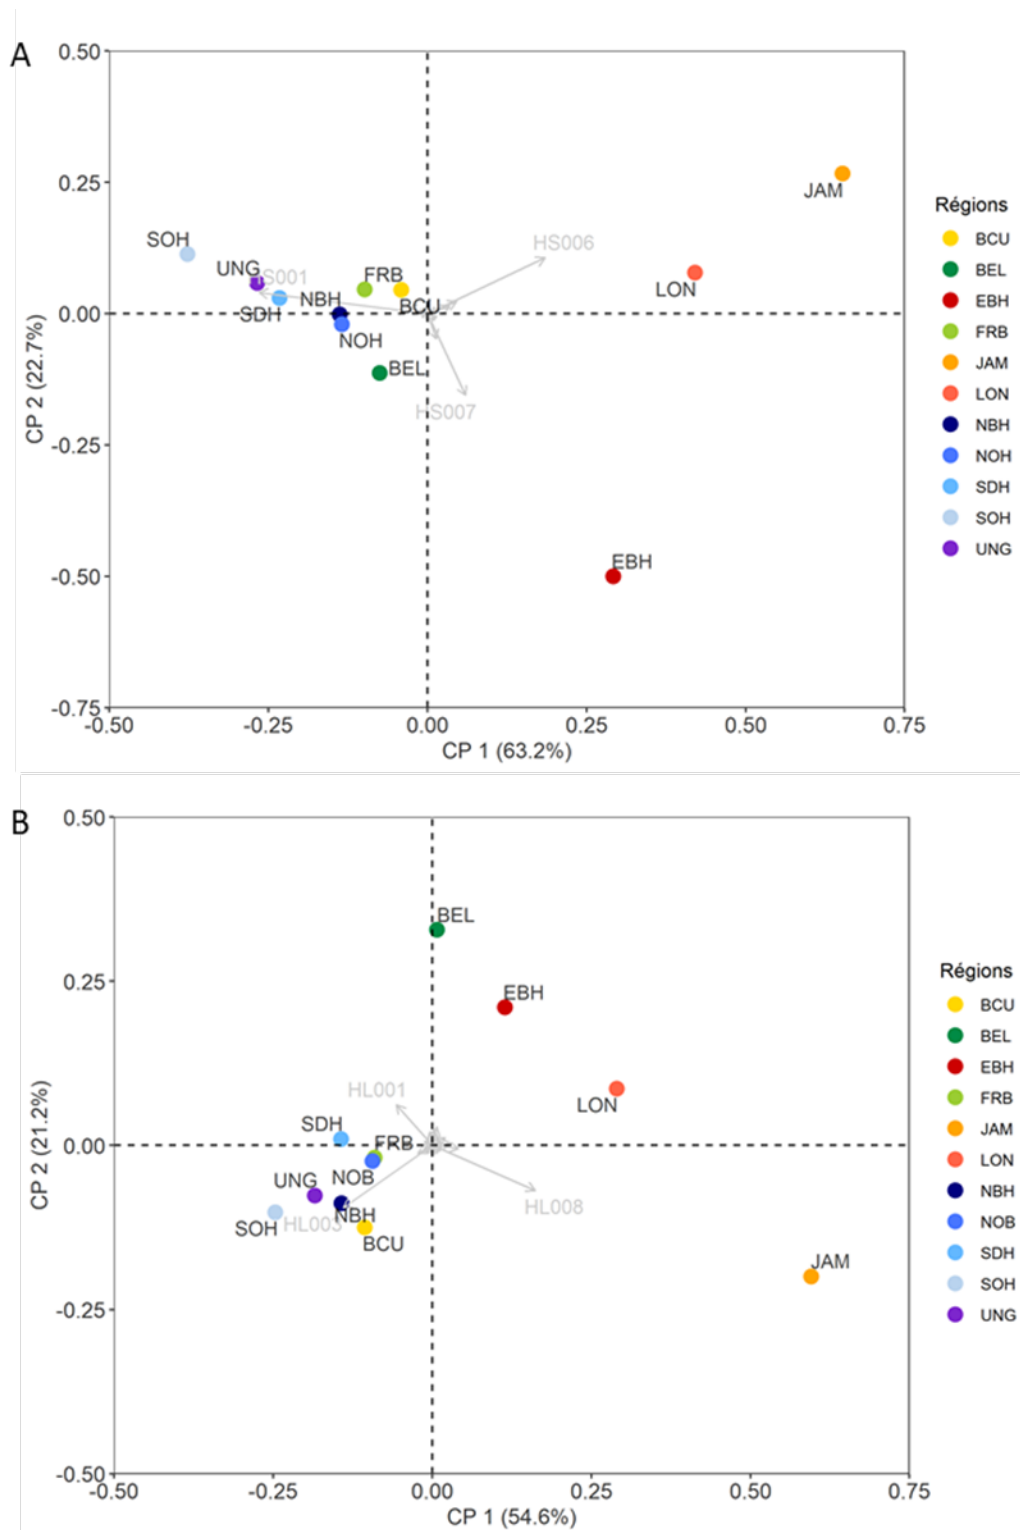 A
0.50
0.25
0.00
-0.25
-0.50
-0.75
CP 2 (22.7%)
JAM
HS006
SOH
LON
UNG
S001
FRB
SDH
NBH
BCU
NOH
BEL
HS007
EBH
-0.50
-0.25
0.00
0.25
0.50
0.75
CP 1 (63.2%)
Régions
BCU
BEL
EBH
FRB
JAM
LON
NBH
NOH
SDH
SOH
UNG
B
0.50
0.25
0.00
-0.25
-0.50
CP 2 (21.2%)
BEL
EBH
HL001
LON
SDH
FRB
UNG
NOB
HL008
SOH
HL003
NBH
BCU
JAM
-0.50
-0.25
0.00
0.25
0.50
0.75
CP 1 (54.6%)
Régions
BCU
BEL
EBH
FRB
JAM
LON
NBH
NOB
SDH
SOH
UNG